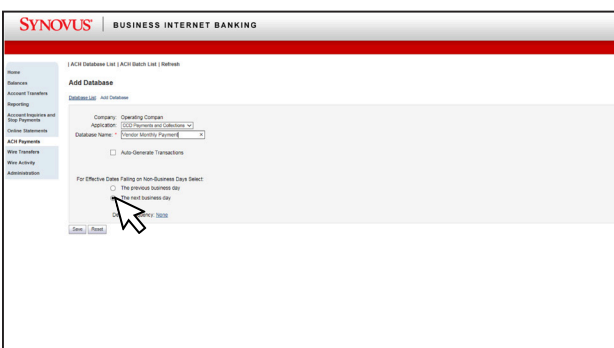 SYNOVUS® | BUSINESS INTERNET BANKING
| ACH Database List | ACH Batch List | Refresh
Home
Balances
Account Transfers
Reporting
Account Inquiries and
Stop Payments
Online Statements
ACH Payments
Wire Transfers
Wire Activity
Administration
Add Database
Database List Add Database
Company: Operating Compan
Application: CCD Payments and Collections
Database Name: * Vendor Monthly Payment ×
Auto-Generate Transactions
For Effective Dates Falling on Non-Business Days Select:
The previous business day
The next business day
None
Save Reset